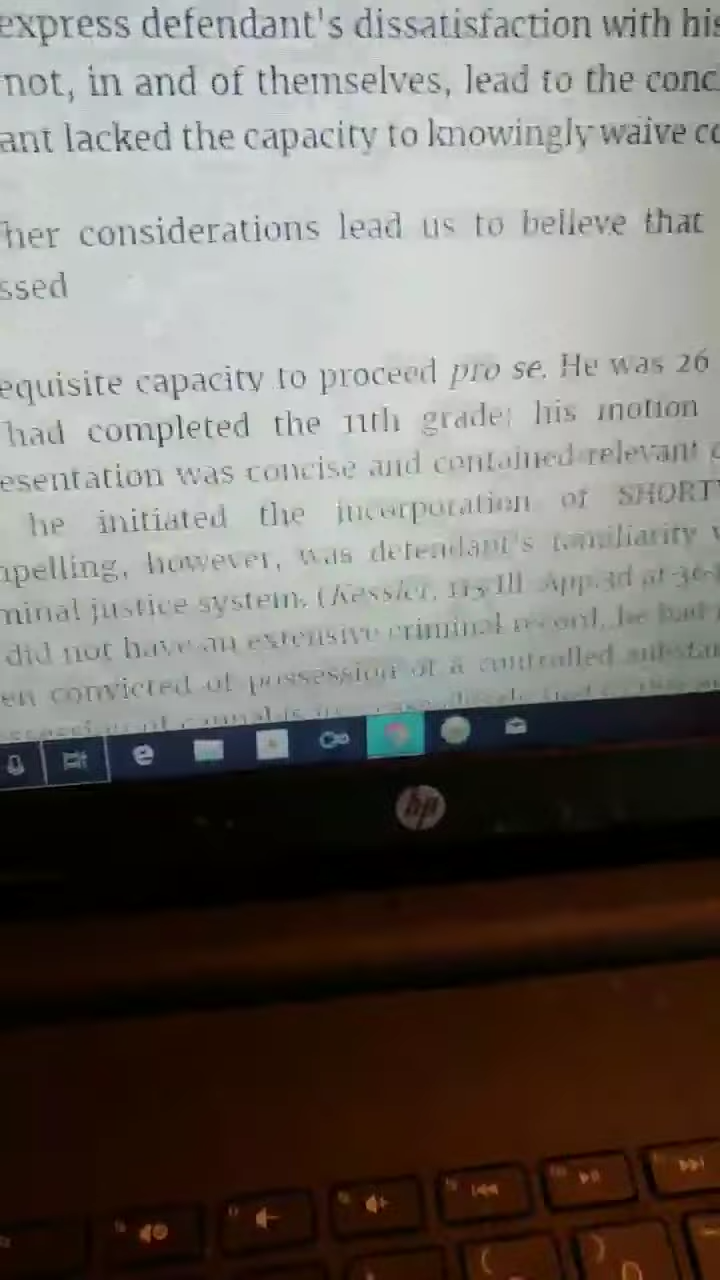 express defendant's dissatisfaction with his
not, in and of themselves, lead to the conc
ant lacked the capacity to knowingly waive co
her considerations lead us to believe that
ssed
equisite capacity to proceed pro se. He was 26
had completed the 11th grade; his motion
esentation was concise and contained relevant
he initiated the incorporation of SHORTY
pelling, however, was defendant's familiarity
minal justice system. (Kessler, 113 Ill. App.3d at
did not have an extensive criminal record, he had
en convicted of possession of a controlled substan
hp